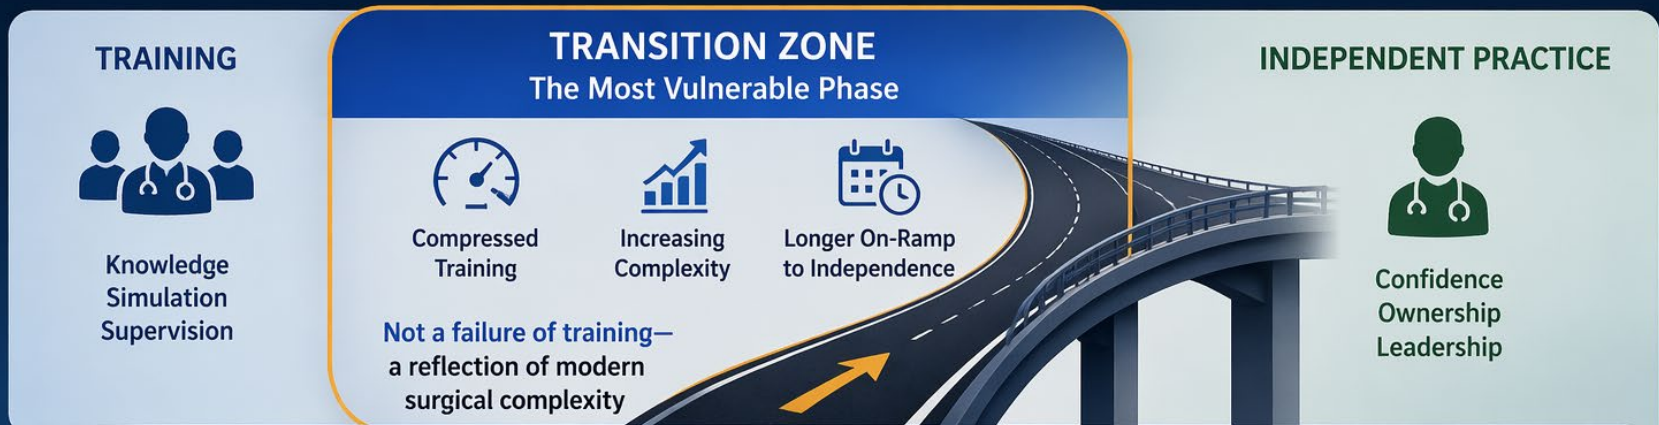 TRAINING
Knowledge
Simulation
Supervision
TRANSITION ZONE
The Most Vulnerable Phase
Compressed
Training
Increasing
Complexity
Longer On-Ramp
to Independence
Not a failure of training—
a reflection of modern
surgical complexity
INDEPENDENT PRACTICE
Confidence
Ownership
Leadership